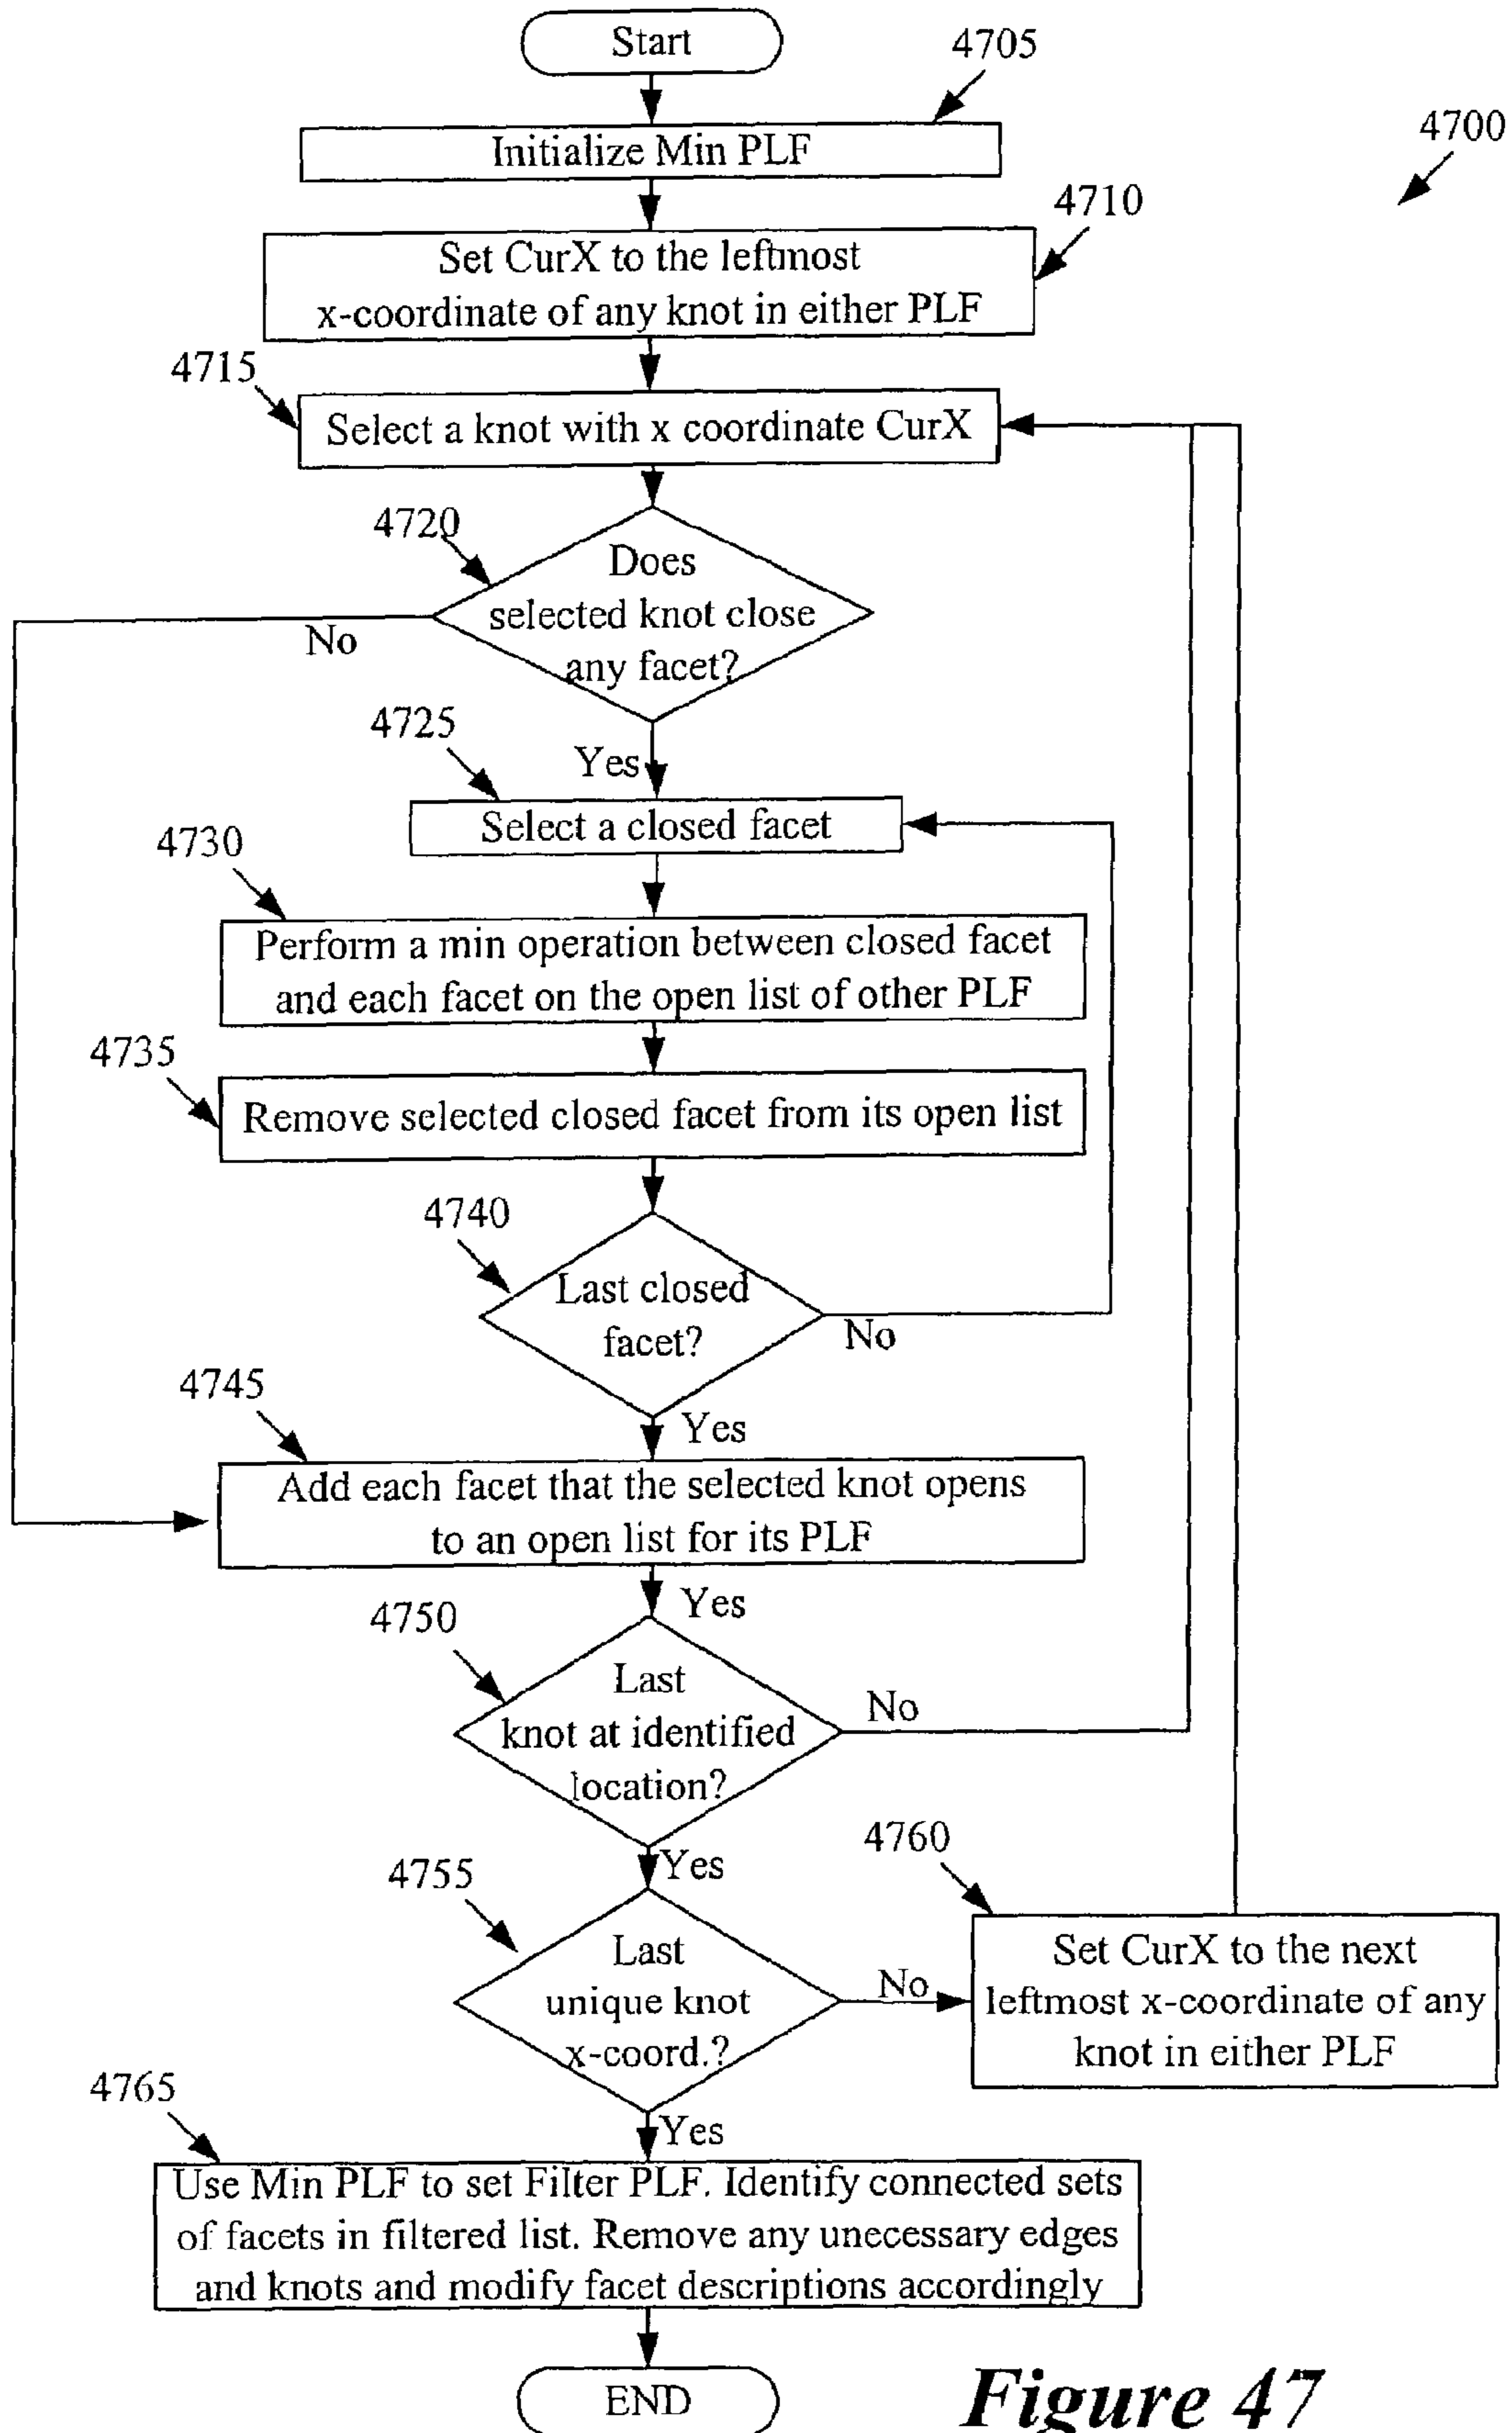 Start
4705
4700
Initialize Min PLF
4710
Set CurX to the leftmost
x-coordinate of any knot in either PLF
4715
Select a knot with x coordinate CurX
4720
Does
selected knot close
any facet?
No
4725
Yes
Select a closed facet
4730
Perform a min operation between closed facet
and each facet on the open list of other PLF
4735
Remove selected closed facet from its open list
4740
Last closed
facet?
No
4745
Yes
Add each facet that the selected knot opens
to an open list for its PLF
4750
Yes
Last
knot at identified
location?
No
4755
Yes
4760
Last
unique knot
x-coord.?
No
Set CurX to the next
leftmost x-coordinate of any
knot in either PLF
4765
Yes
Use Min PLF to set Filter PLF. Identify connected sets
of facets in filtered list. Remove any unecessary edges
and knots and modify facet descriptions accordingly
END
Figure 47